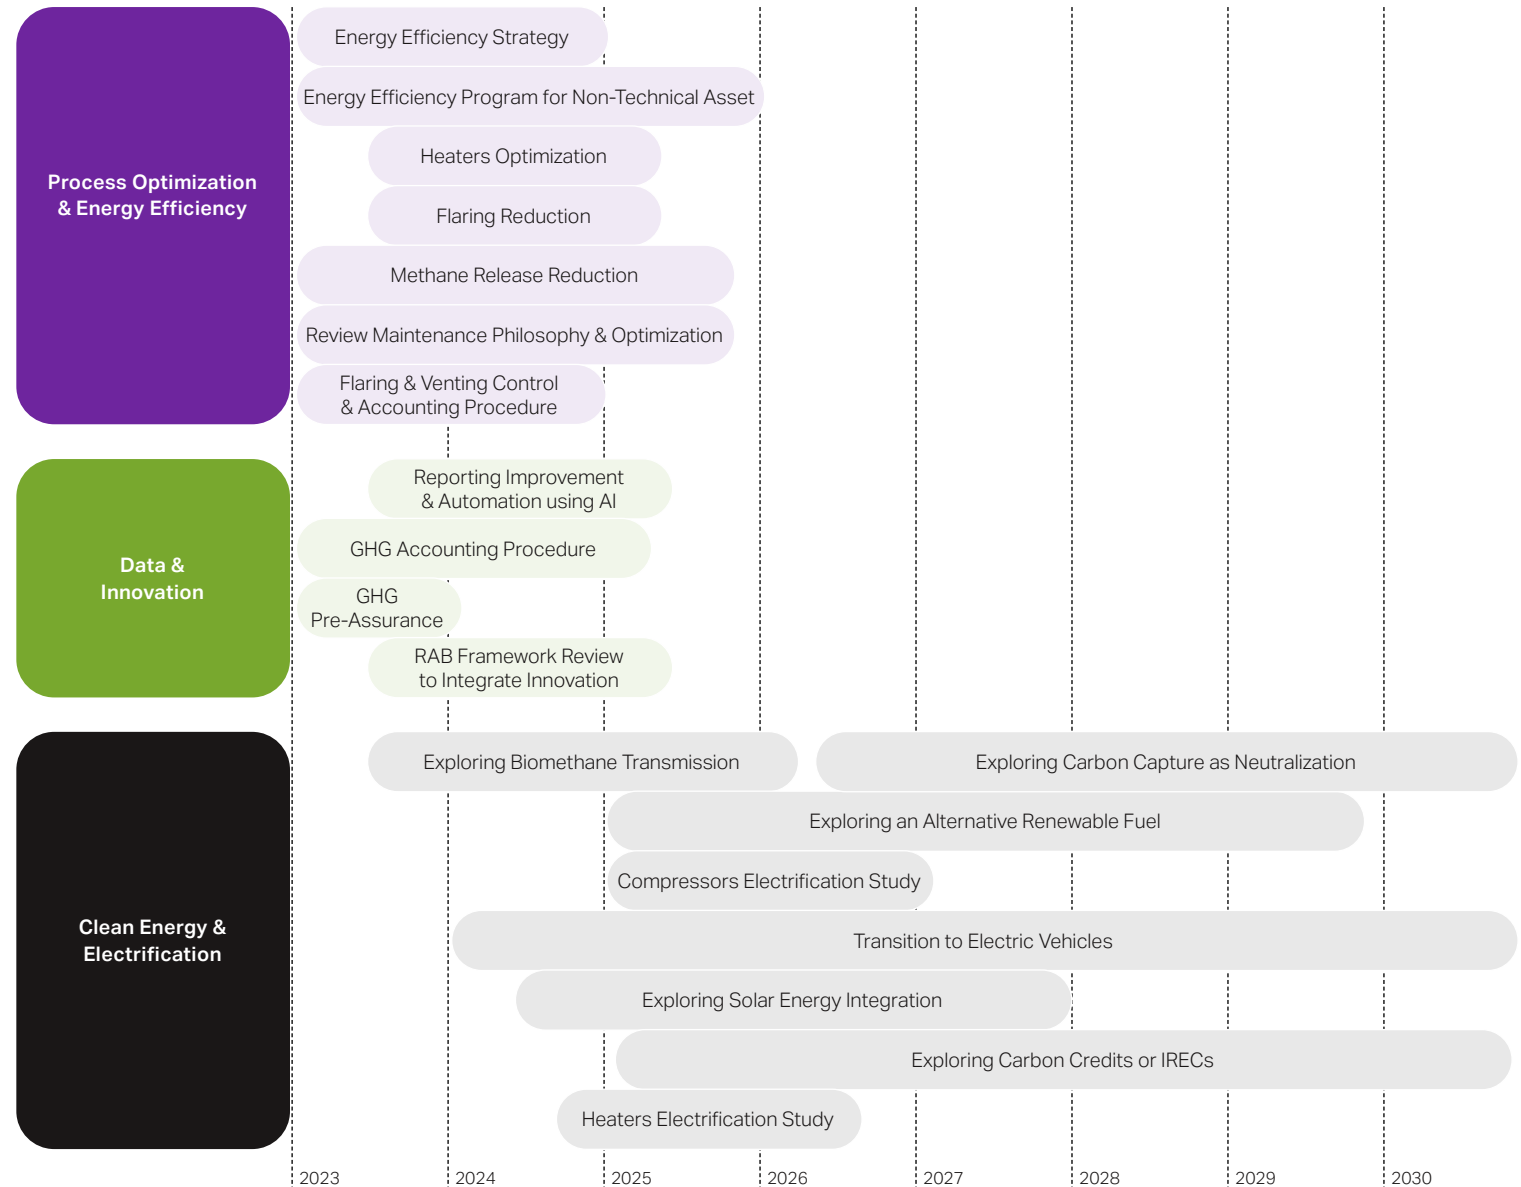 Process Optimization
& Energy Efficiency
Energy Efficiency Strategy
Energy Efficiency Program for Non-Technical Asset
Heaters Optimization
Flaring Reduction
Methane Release Reduction
Review Maintenance Philosophy & Optimization
Flaring & Venting Control
& Accounting Procedure
Data &
Innovation
Reporting Improvement
& Automation using AI
GHG Accounting Procedure
GHG
Pre-Assurance
RAB Framework Review
to Integrate Innovation
Clean Energy &
Electrification
Exploring Biomethane Transmission
Exploring Carbon Capture as Neutralization
Exploring an Alternative Renewable Fuel
Compressors Electrification Study
Transition to Electric Vehicles
Exploring Solar Energy Integration
Exploring Carbon Credits or IRECs
Heaters Electrification Study
2023 2024 2025 2026 2027 2028 2029 2030